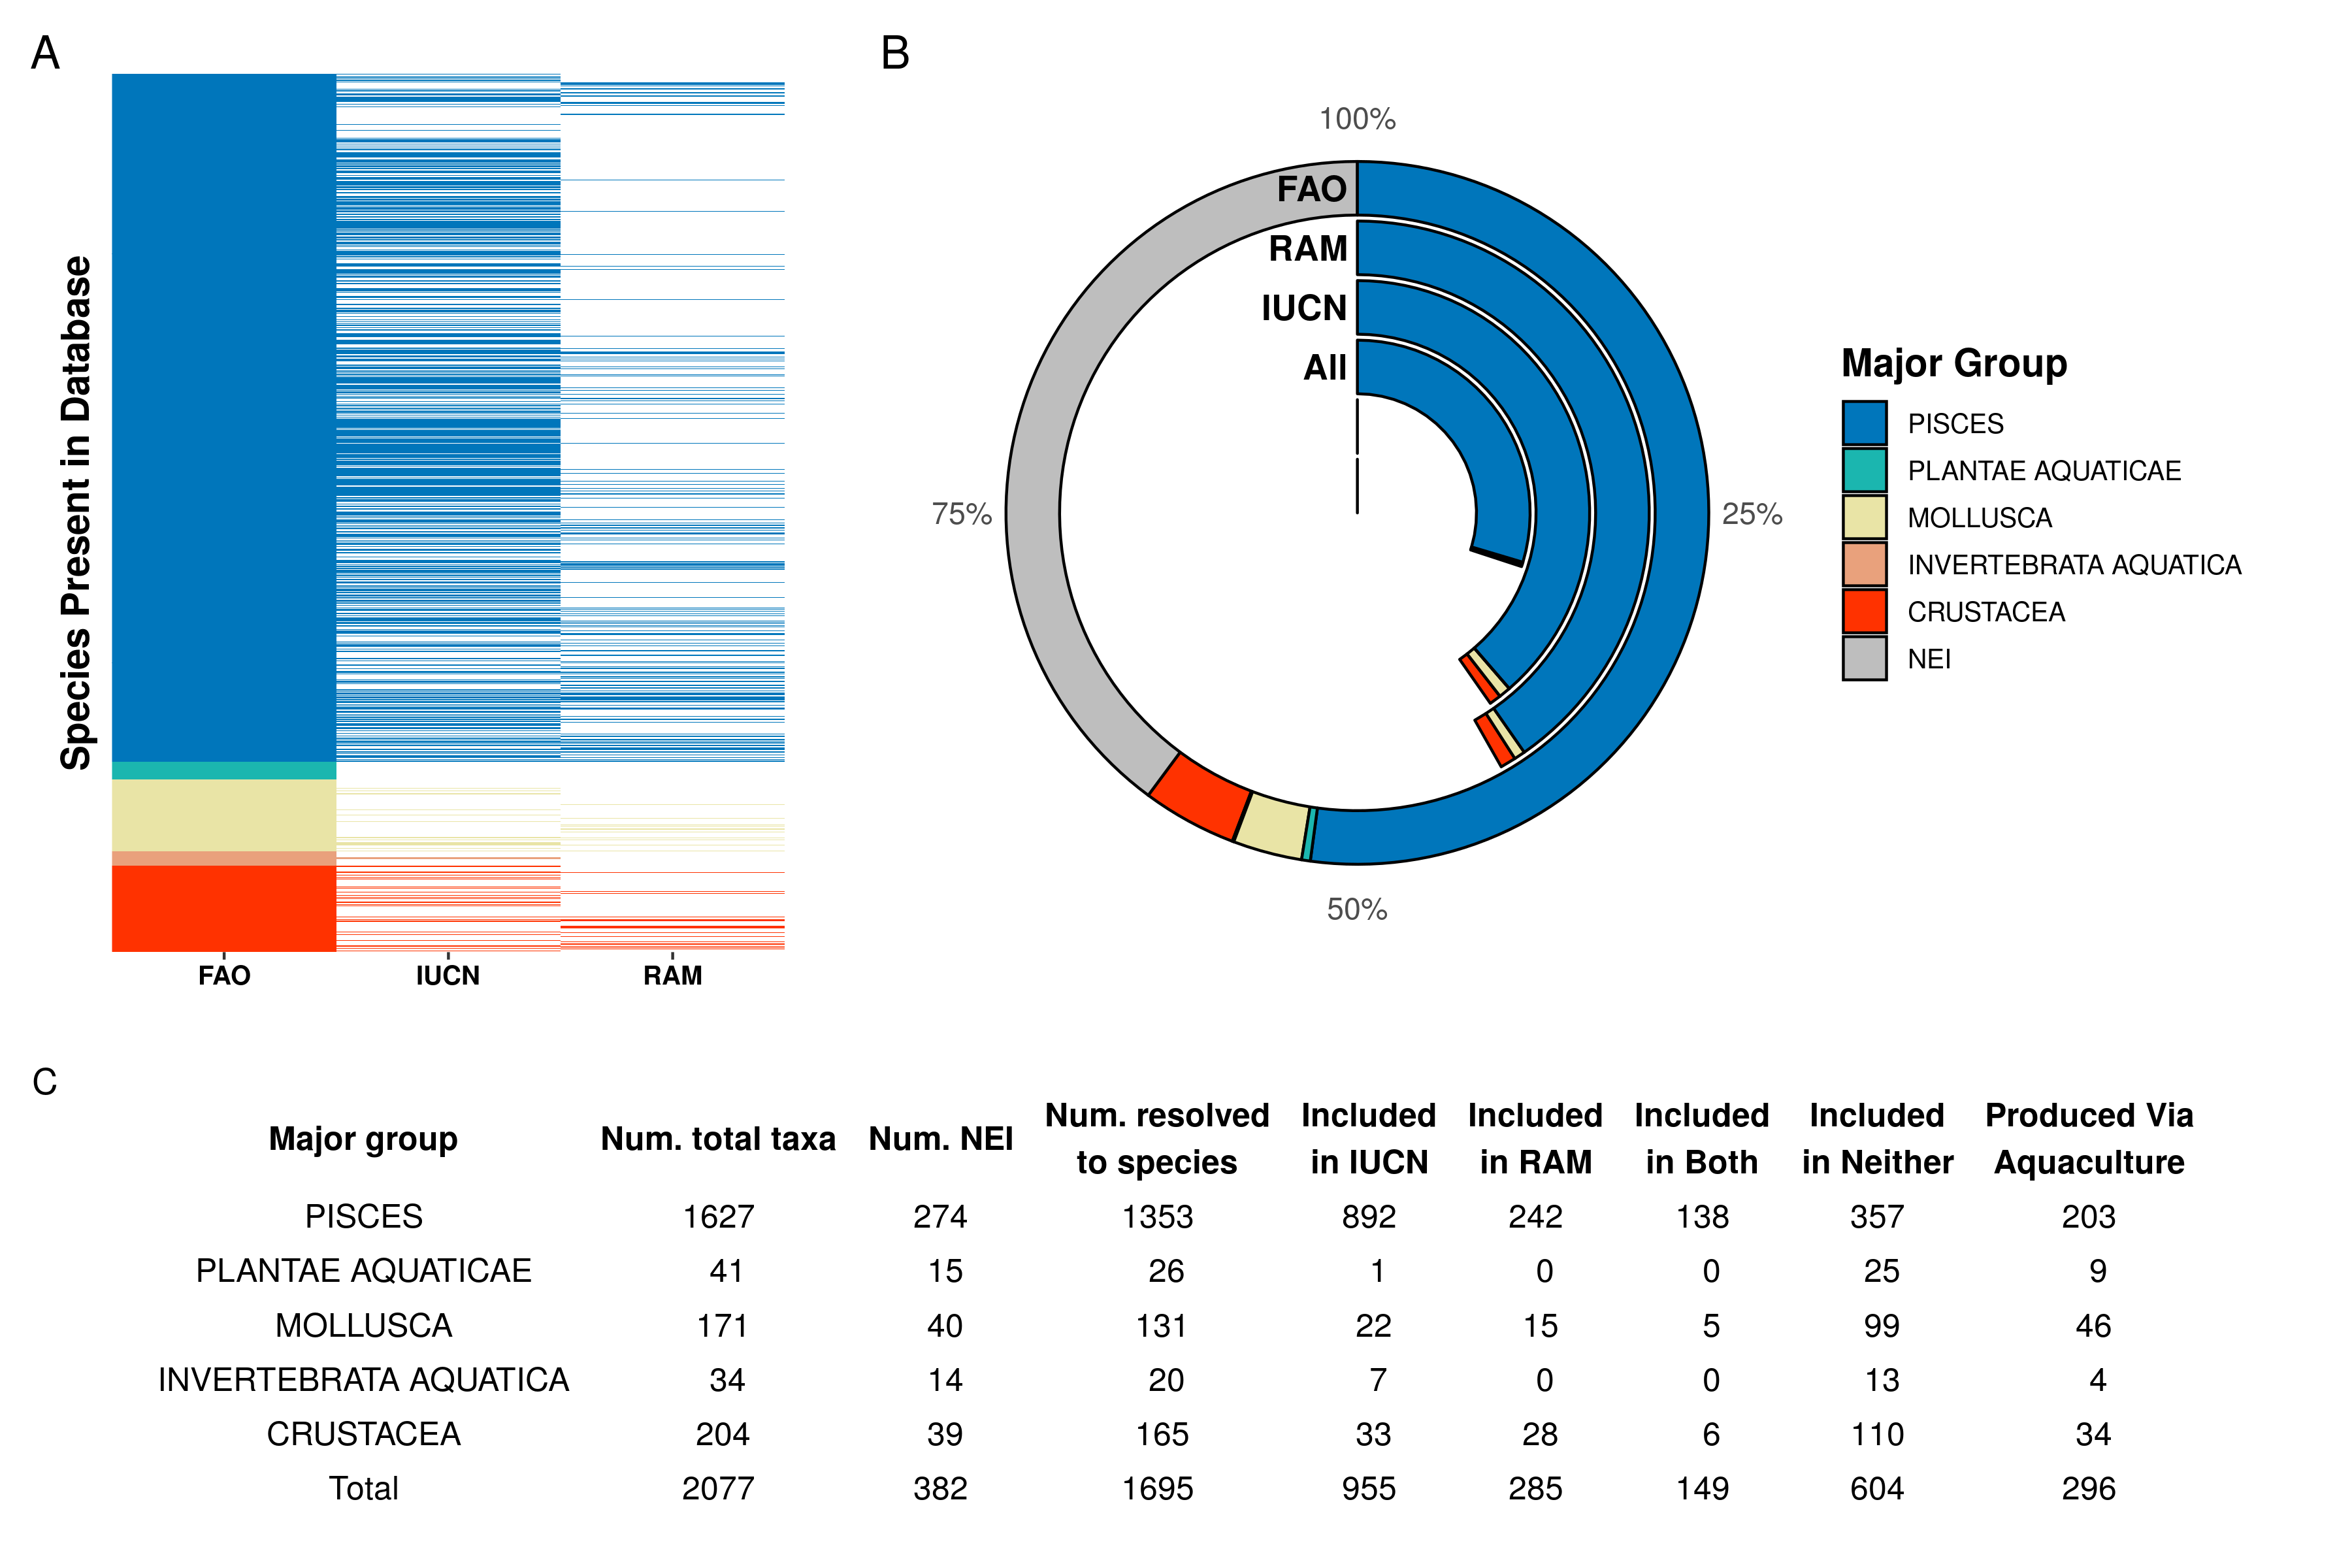 A
Species Present in Database
FAO
IUCN
RAM
B
100%
25%
50%
75%
FAO
RAM
IUCN
All
Major Group
PISCES
PLANTAE AQUATICAE
MOLLUSCA
INVERTEBRATA AQUATICA
CRUSTACEA
NEI
C
Major group Num. total taxa Num. NEI Num. resolved to species Included in IUCN Included in RAM Included in Both Included in Neither Produced Via Aquaculture
PISCES 1627 274 1353 892 242 138 357 203
PLANTAE AQUATICAE 41 15 26 1 0 0 25 9
MOLLUSCA 171 40 131 22 15 5 99 46
INVERTEBRATA AQUATICA 34 14 20 7 0 0 13 4
CRUSTACEA 204 39 165 33 28 6 110 34
Total 2077 382 1695 955 285 149 604 296